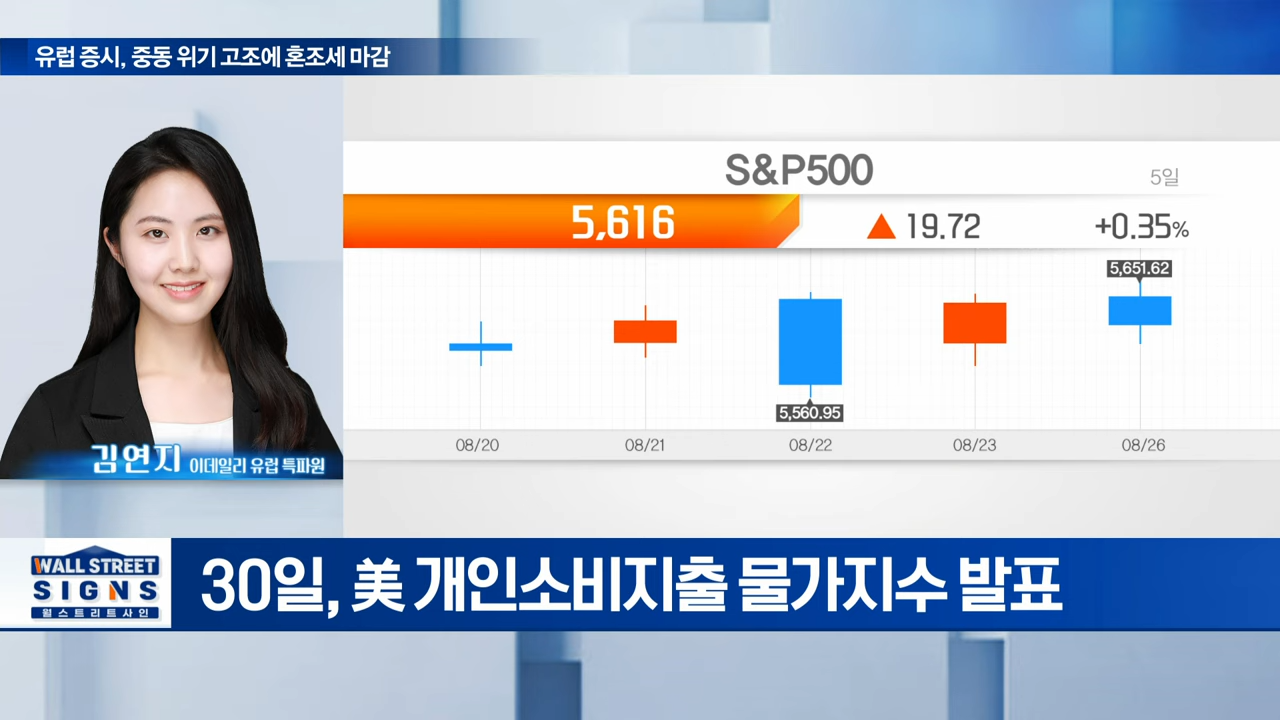 유럽 증시, 중동 위기 고조에 혼조세 마감
S&P500
5일
5,616
▲ 19.72
+0.35%
5,651.62
5,560.95
08/20
08/21
08/22
08/23
08/26
김연지 이데일리 유럽 특파원
WALL STREET
SIGNS
월스트리트사인
30일, 美 개인소비지출 물가지수 발표